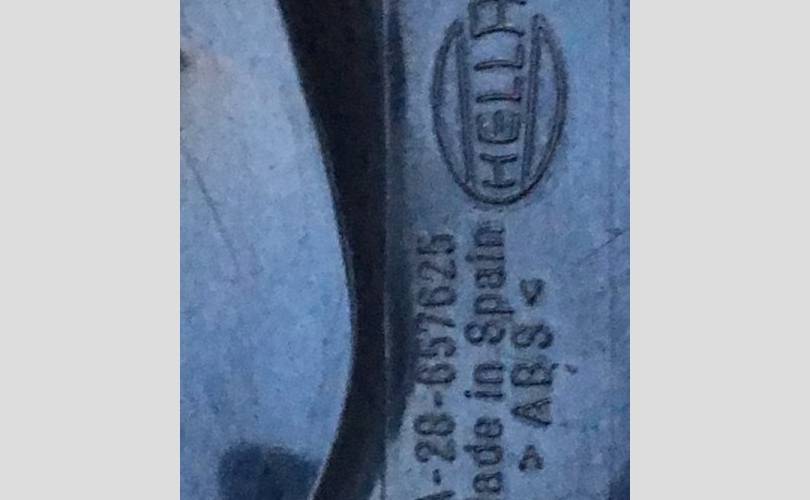 HELLA
A-28-657625
ade in Spain
> ABS <